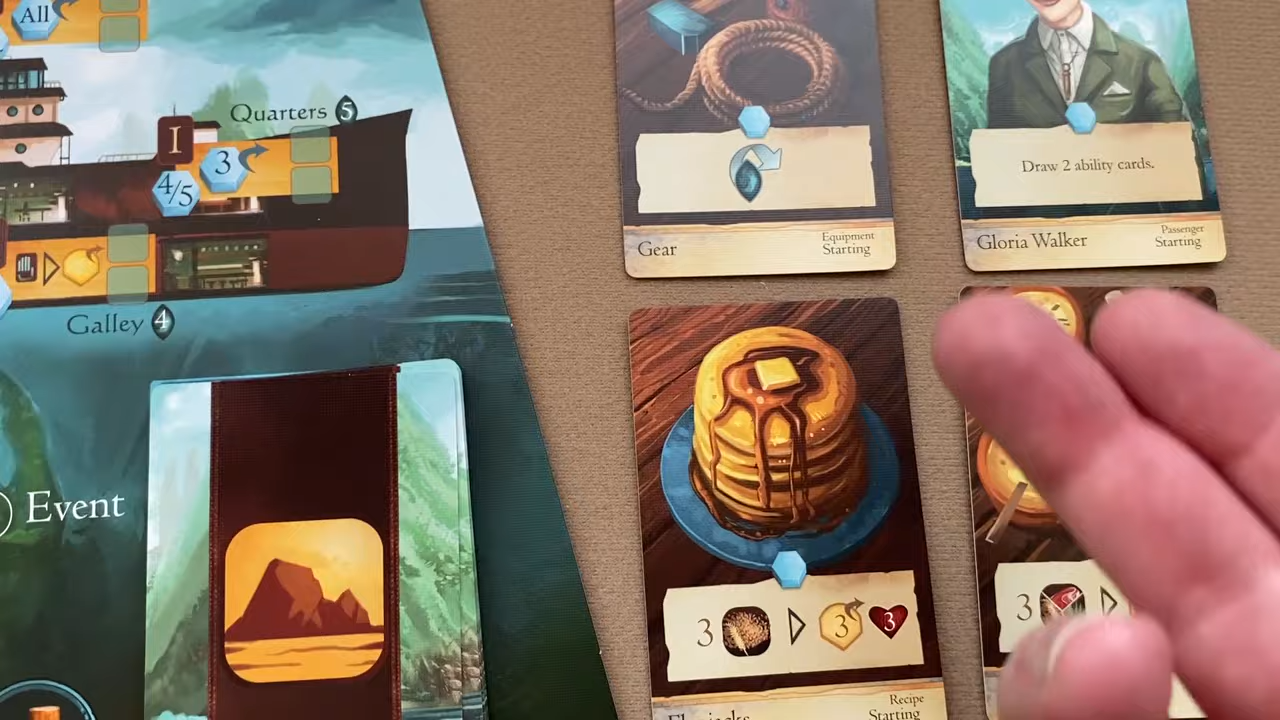 All
Quarters 5
I
3
4/5
Galley 4
Event
Gear
Equipment
Starting
Draw 2 ability cards.
Gloria Walker
Passenger
Starting
3
3
3
Recipe
Starting
3